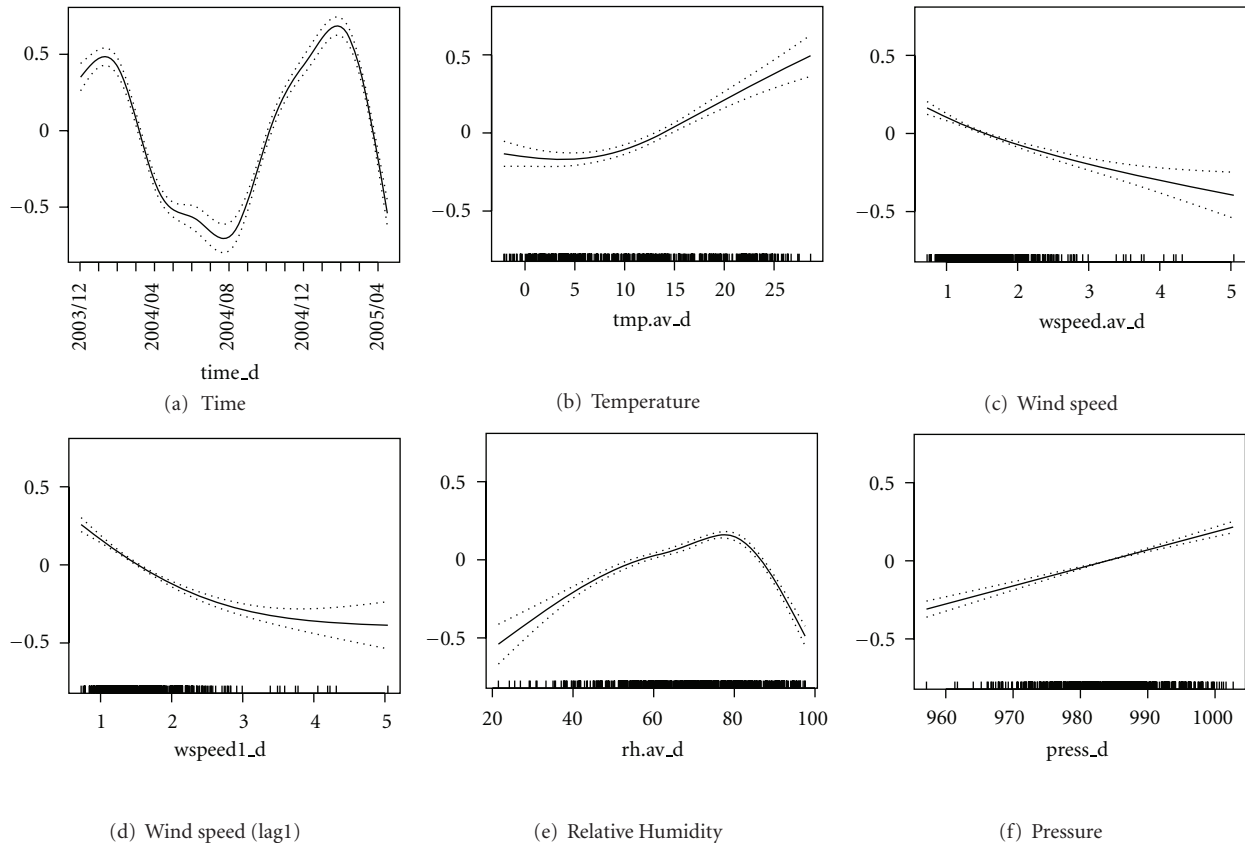 0.5
0
−0.5
2003/12
2004/04
2004/08
2004/12
2005/04
time_d
(a) Time
0.5
0
−0.5
0 5 10 15 20 25
tmp.av_d
(b) Temperature
0.5
0
−0.5
1 2 3 4 5
wspeed.av_d
(c) Wind speed
0.5
0
−0.5
1 2 3 4 5
wspeed1_d
(d) Wind speed (lag1)
0.5
0
−0.5
20 40 60 80 100
rh.av_d
(e) Relative Humidity
0.5
0
−0.5
960 970 980 990 1000
press_d
(f) Pressure